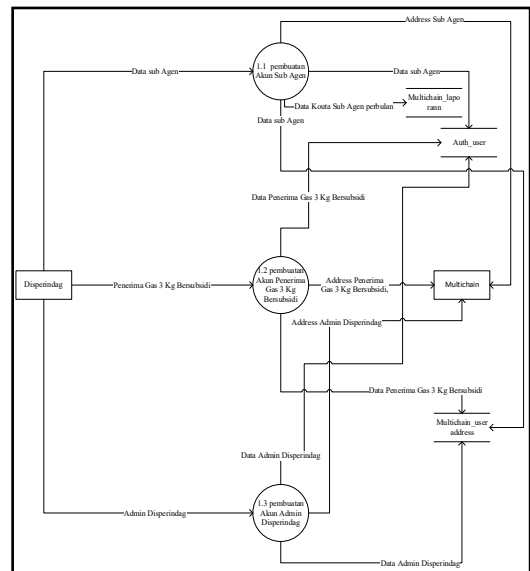 Address Sub Agen
1.1 pembuatan
Akun Sub Agen
Data sub Agen
Data sub Agen
Multichain_lapo
rann
Data Kouta Sub Agen perbulan
Data sub Agen
Auth_user
Data Penerima Gas 3 Kg Bersubsidi
Disperindag
Penerima Gas 3 Kg Bersubsidi
1.2 pembuatan
Akun Penerima
Gas 3 Kg
Bersubsidi
Address Penerima
Gas 3 Kg Bersubsidi,
Multichain
Address Admin Disperindag
Data Penerima Gas 3 Kg Bersubsidi
Multichain_user
address
Data Admin Disperindag
Admin Disperindag
1.3 pembuatan
Akun Admin
Disperindag
Data Admin Disperindag